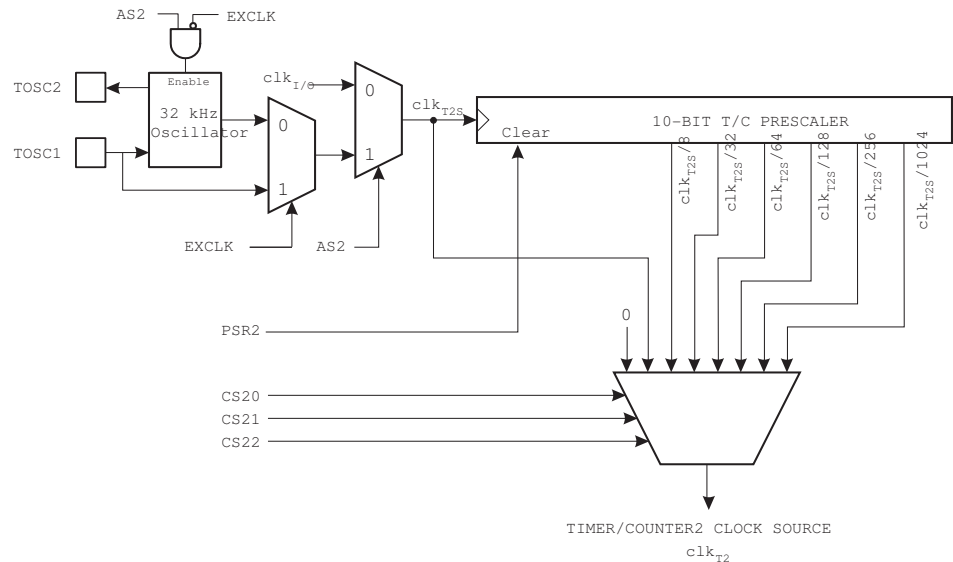 AS2
EXCLK
TOSC2
Enable
32 kHz
Oscillator
TOSC1
clkI/O
0
1
0
1
EXCLK
AS2
clkT2S
Clear
10-BIT T/C PRESCALER
clkT2S/8
clkT2S/32
clkT2S/64
clkT2S/128
clkT2S/256
clkT2S/1024
PSR2
0
CS20
CS21
CS22
TIMER/COUNTER2 CLOCK SOURCE
clkT2